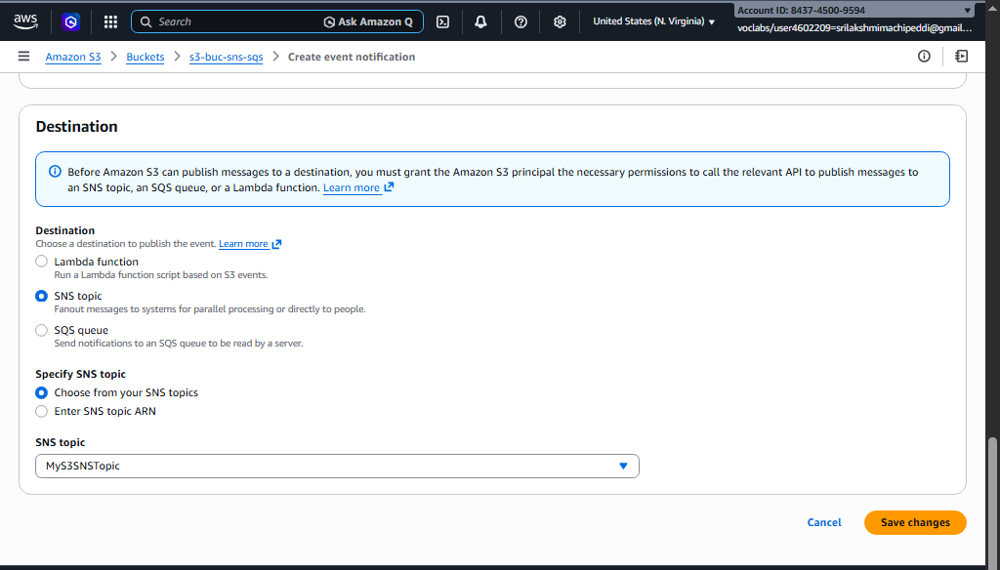 aws
Search
Ask Amazon Q
United States (N. Virginia)
Account ID: 8437-4500-9594
voclabs/user4602209=srilakshmimachipeddi@gmail...
Amazon S3
Buckets
s3-buc-sns-sqs
Create event notification
Destination
Before Amazon S3 can publish messages to a destination, you must grant the Amazon S3 principal the necessary permissions to call the relevant API to publish messages to
an SNS topic, an SQS queue, or a Lambda function. Learn more
Destination
Choose a destination to publish the event. Learn more
Lambda function
Run a Lambda function script based on S3 events.
SNS topic
Fanout messages to systems for parallel processing or directly to people.
SQS queue
Send notifications to an SQS queue to be read by a server.
Specify SNS topic
Choose from your SNS topics
Enter SNS topic ARN
SNS topic
MyS3SNSTopic
Cancel
Save changes